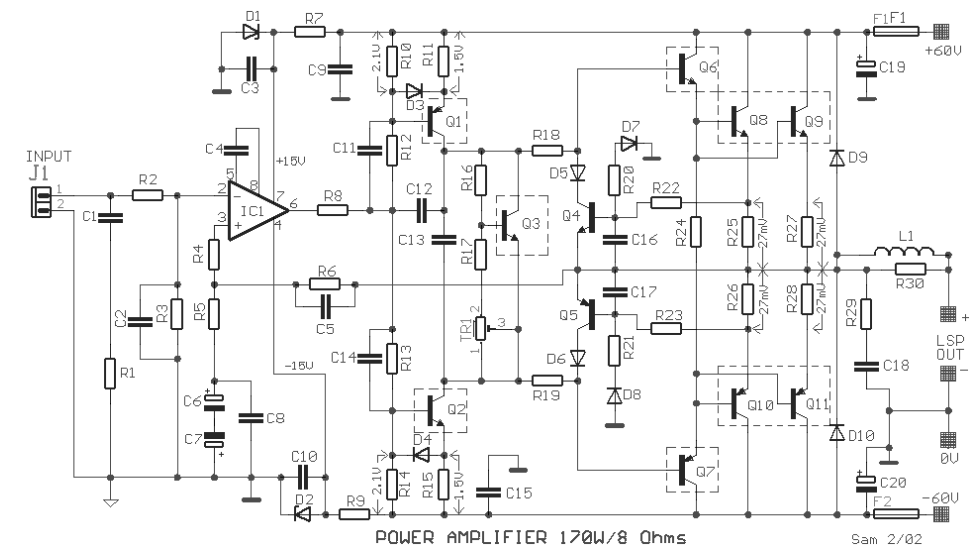 D1
R7
F1 F1
+60V
2.1V
R10
R11
1.5V
C3
C9
D3
Q6
C19
Q1
Q8
Q9
C4
C11
R12
R18
D7
D5
R20
D9
+15V
INPUT
J1
1
2
R2
5
8
7
2
-
3
+
IC1
6
4
R8
C12
R16
Q3
Q4
R22
C1
C13
R17
C16
R24
R25
27mV
R27
27mV
L1
R4
R6
C5
R30
C2
R3
R5
C17
R26
27mV
R28
27mV
R29
+
TR1
2
3
1
Q5
R23
R21
LSP
OUT
-
C14
R13
D6
C18
R1
-15V
R19
D8
Q10
Q11
C6
+
C7
+
C8
Q2
D10
0V
C10
D4
2.1V
R14
R15
1.5V
C15
Q7
+
C20
D2
R9
F2
-60V
POWER AMPLIFIER 170W/8 Ohms
Sam 2/02